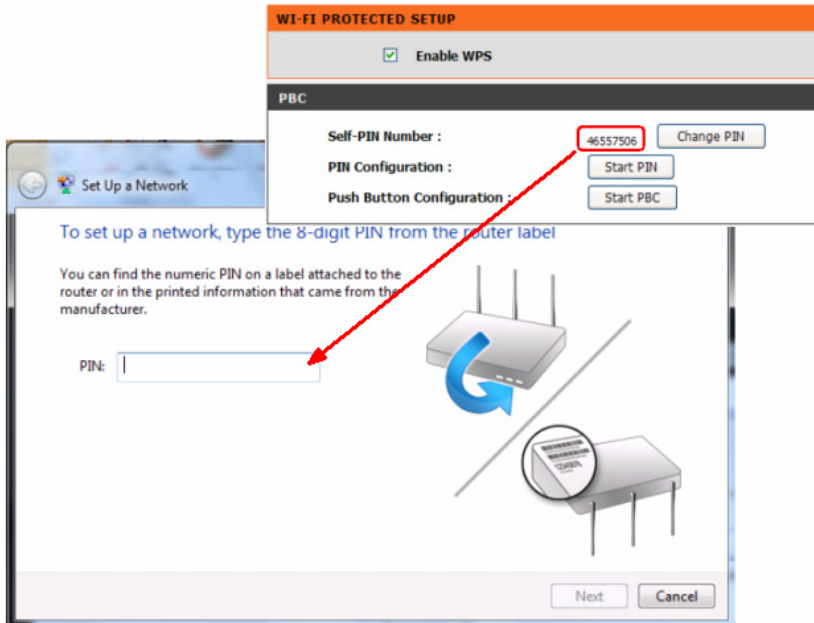 WI-FI PROTECTED SETUP
Enable WPS
PBC
Self-PIN Number :
46557506
Change PIN
PIN Configuration :
Start PIN
Push Button Configuration :
Start PBC
Set Up a Network
To set up a network, type the 8-digit PIN from the router label
You can find the numeric PIN on a label attached to the
router or in the printed information that came from the
manufacturer.
PIN:
12345678
Next
Cancel